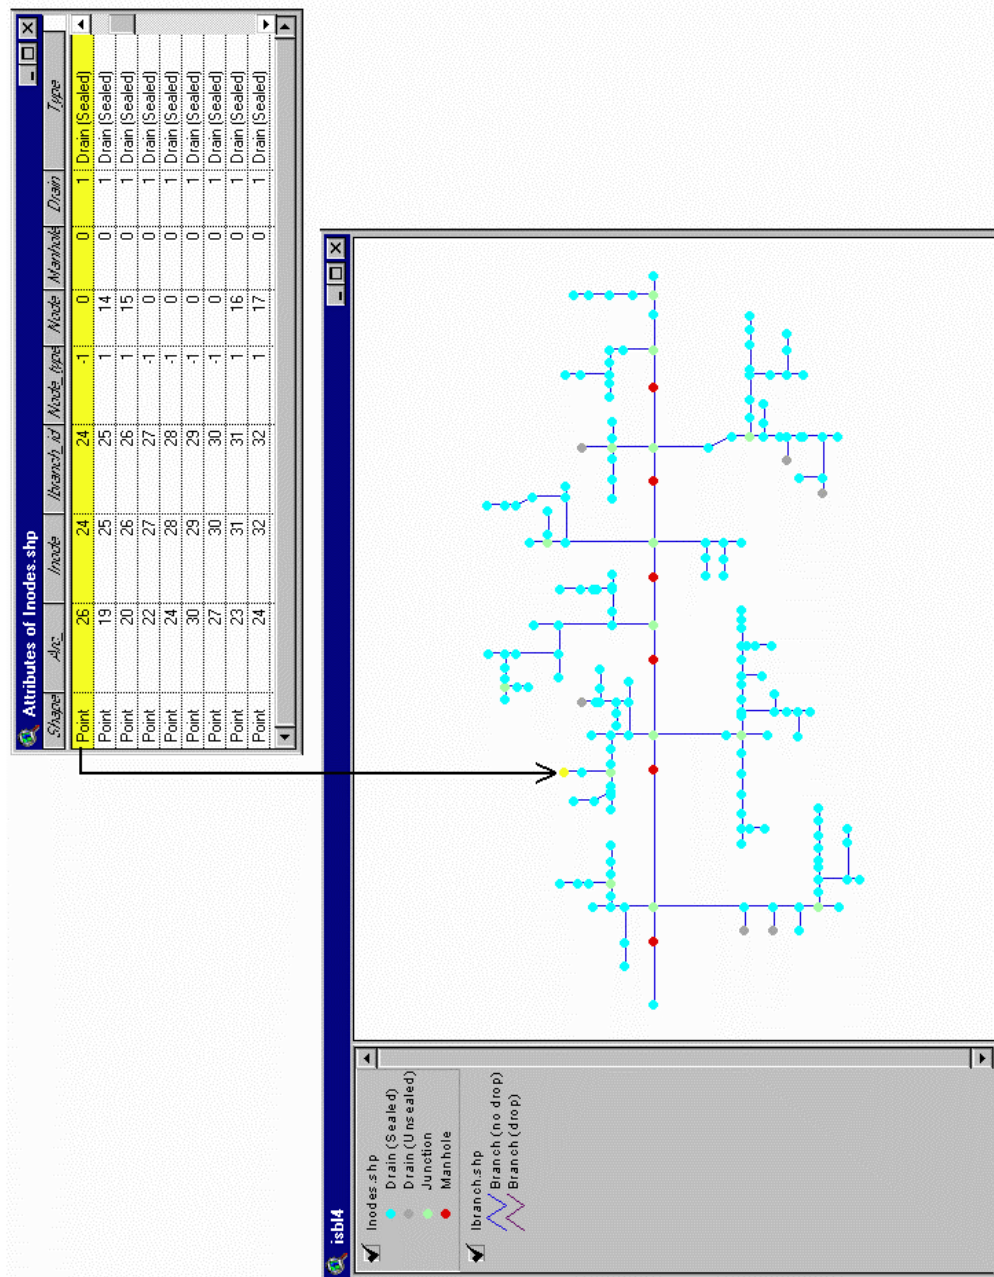 Attributes of Inodes.shp
Shape Arc_ Inode Ibranch_id Node_type Node Manhole Drain Type
Point 26 24 24 -1 0 0 1 Drain (Sealed)
Point 19 25 25 1 14 0 1 Drain (Sealed)
Point 20 26 26 1 15 0 1 Drain (Sealed)
Point 22 27 27 -1 0 0 1 Drain (Sealed)
Point 24 28 28 -1 0 0 1 Drain (Sealed)
Point 30 29 29 -1 0 0 1 Drain (Sealed)
Point 27 30 30 -1 0 0 1 Drain (Sealed)
Point 23 31 31 1 16 0 1 Drain (Sealed)
Point 24 32 32 1 17 0 1 Drain (Sealed)
isbl4
Inodes.shp
Drain (Sealed)
Drain (Unsealed)
Junction
Manhole
Ibranch.shp
Branch (no drop)
Branch (drop)